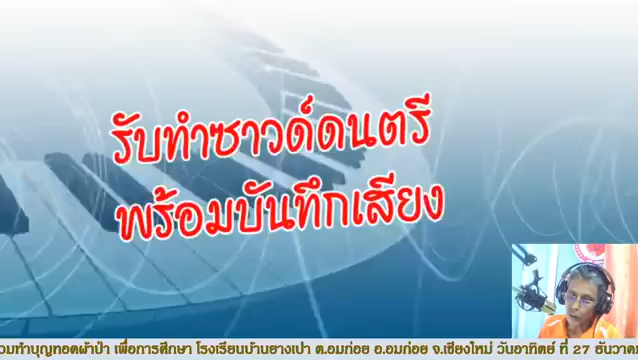 รับทำซาวด์ดนตรี
พร้อมบันทึกเสียง
วมทำบุญทอดผ้าป่า เพื่อการศึกษา โรงเรียนบ้านยางเปา ต.อมก่อย อ.อมก่อย จ.เชียงใหม่ วันอาทิตย์ ที่ 27 ธันวาคม